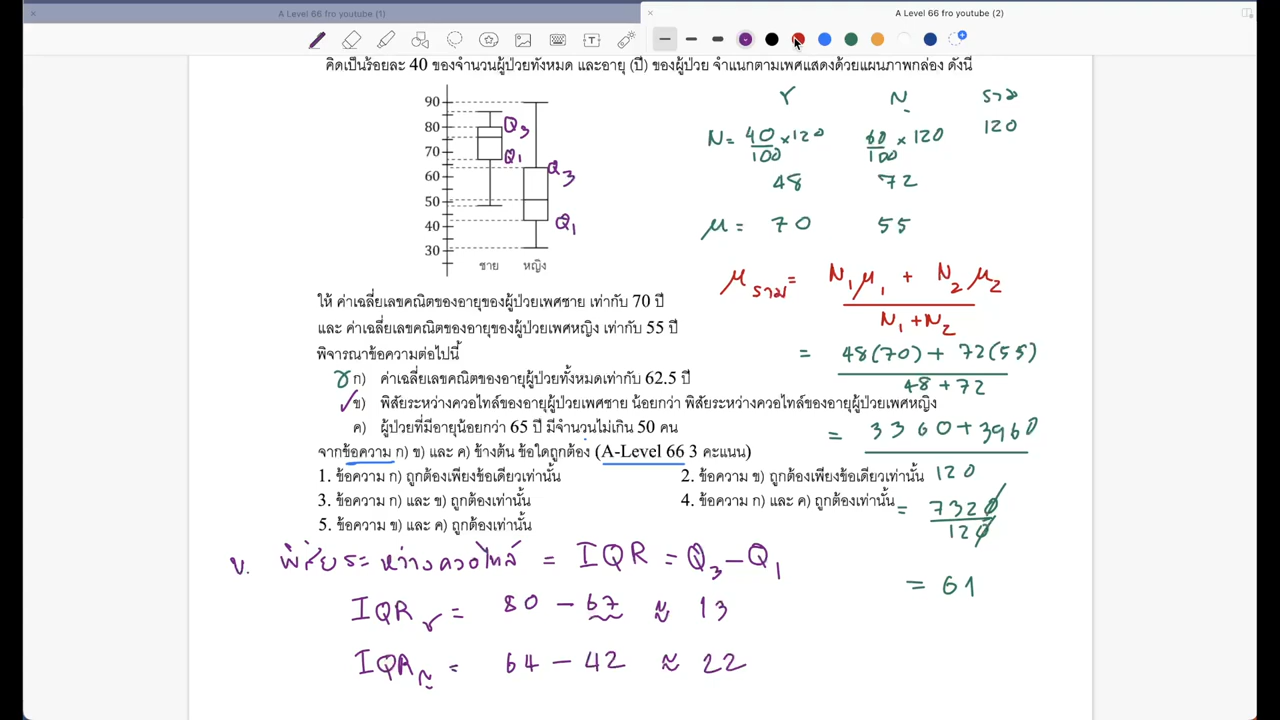 A Level 66 fro youtube (1)
A Level 66 fro youtube (2)
คิดเป็นร้อยละ 40 ของจำนวนผู้ป่วยทั้งหมด และอายุ (ปี) ของผู้ป่วย จำแนกตามเพศแสดงด้วยแผนภาพกล่อง ดังนี้
90
80
70
60
50
40
30
Q3
Q1
Q3
Q1
ชาย หญิง
ช ญ รวม
N = 40/100 × 120 60/100 × 120 120
48 72
μ = 70 55
μรวม = N1μ1 + N2μ2
N1 + N2
= 48(70) + 72(55)
48 + 72
= 3360 + 3960
120
= 7320
120
= 61
ให้ ค่าเฉลี่ยเลขคณิตของอายุของผู้ป่วยเพศชาย เท่ากับ 70 ปี
และ ค่าเฉลี่ยเลขคณิตของอายุของผู้ป่วยเพศหญิง เท่ากับ 55 ปี
พิจารณาข้อความต่อไปนี้
ก) ค่าเฉลี่ยเลขคณิตของอายุผู้ป่วยทั้งหมดเท่ากับ 62.5 ปี
ข) พิสัยระหว่างควอไทล์ของอายุผู้ป่วยเพศชาย น้อยกว่า พิสัยระหว่างควอไทล์ของอายุผู้ป่วยเพศหญิง
ค) ผู้ป่วยที่มีอายุน้อยกว่า 65 ปี มีจำนวนไม่เกิน 50 คน
จากข้อความ ก) ข) และ ค) ข้างต้น ข้อใดถูกต้อง (A-Level 66 3 คะแนน)
1. ข้อความ ก) ถูกต้องเพียงข้อเดียวเท่านั้น 2. ข้อความ ข) ถูกต้องเพียงข้อเดียวเท่านั้น
3. ข้อความ ก) และ ข) ถูกต้องเท่านั้น 4. ข้อความ ก) และ ค) ถูกต้องเท่านั้น
5. ข้อความ ข) และ ค) ถูกต้องเท่านั้น
ข. พิสัยระหว่างควอไทล์ = IQR = Q3 − Q1
IQRช = 80 − 67 ≈ 13
IQRญ = 64 − 42 ≈ 22